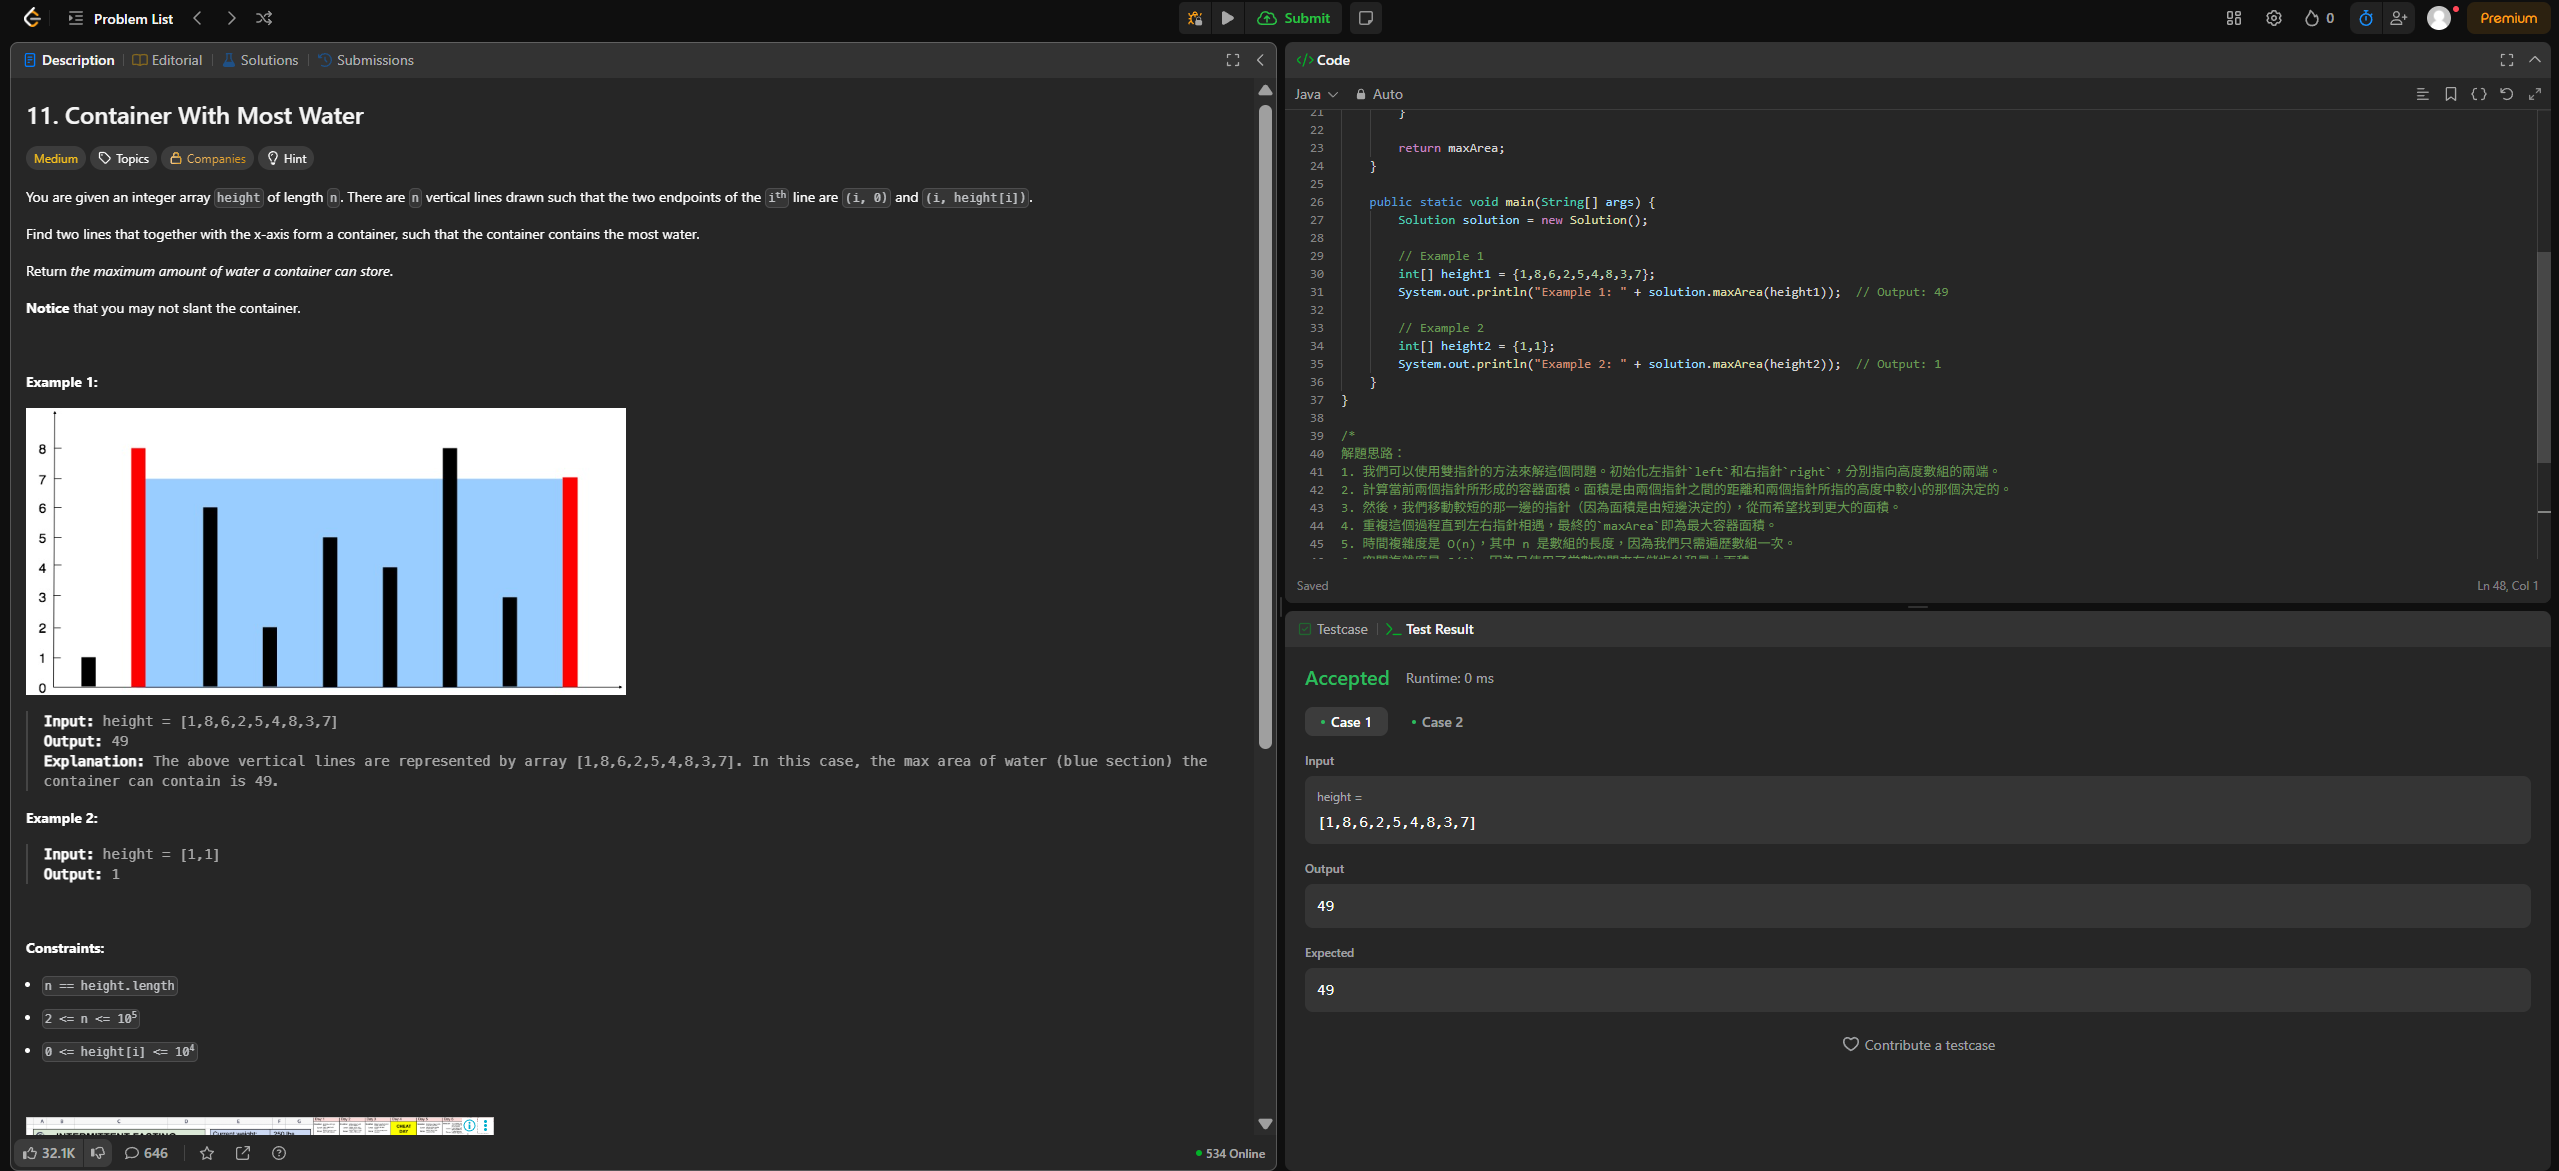 Problem List
Submit
0
Premium
Description
Editorial
Solutions
Submissions
11. Container With Most Water
Medium
Topics
Companies
Hint
You are given an integer array height of length n. There are n vertical lines drawn such that the two endpoints of the iᵗʰ line are (i, 0) and (i, height[i]).
Find two lines that together with the x-axis form a container, such that the container contains the most water.
Return the maximum amount of water a container can store.
Notice that you may not slant the container.
Example 1:
8
7
6
5
4
3
2
1
0
Input: height = [1,8,6,2,5,4,8,3,7]
Output: 49
Explanation: The above vertical lines are represented by array [1,8,6,2,5,4,8,3,7]. In this case, the max area of water (blue section) the
container can contain is 49.
Example 2:
Input: height = [1,1]
Output: 1
Constraints:
n == height.length
2 <= n <= 10⁵
0 <= height[i] <= 10⁴
32.1K
646
534 Online
Code
Java
Auto
21 }
22
23 return maxArea;
24 }
25
26 public static void main(String[] args) {
27 Solution solution = new Solution();
28
29 // Example 1
30 int[] height1 = {1,8,6,2,5,4,8,3,7};
31 System.out.println("Example 1: " + solution.maxArea(height1)); // Output: 49
32
33 // Example 2
34 int[] height2 = {1,1};
35 System.out.println("Example 2: " + solution.maxArea(height2)); // Output: 1
36 }
37 }
38
39 /*
40 解題思路：
41 1. 我們可以使用雙指針的方法來解這個問題。初始化左指針`left`和右指針`right`，分別指向高度數組的兩端。
42 2. 計算當前兩個指針所形成的容器面積。面積是由兩個指針之間的距離和兩個指針所指的高度中較小的那個決定的。
43 3. 然後，我們移動較短的那一邊的指針（因為面積是由短邊決定的），從而希望找到更大的面積。
44 4. 重複這個過程直到左右指針相遇，最終的`maxArea`即為最大容器面積。
45 5. 時間複雜度是 O(n)，其中 n 是數組的長度，因為我們只需遍歷數組一次。
Saved
Ln 48, Col 1
Testcase
Test Result
Accepted
Runtime: 0 ms
Case 1
Case 2
Input
height =
[1,8,6,2,5,4,8,3,7]
Output
49
Expected
49
Contribute a testcase